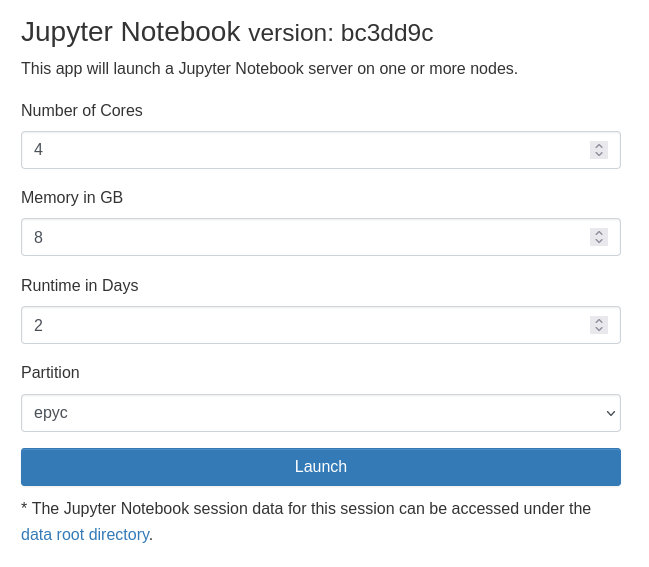 Jupyter Notebook version: bc3dd9c
This app will launch a Jupyter Notebook server on one or more nodes.
Number of Cores
4
Memory in GB
8
Runtime in Days
2
Partition
epyc
Launch
* The Jupyter Notebook session data for this session can be accessed under the
data root directory.